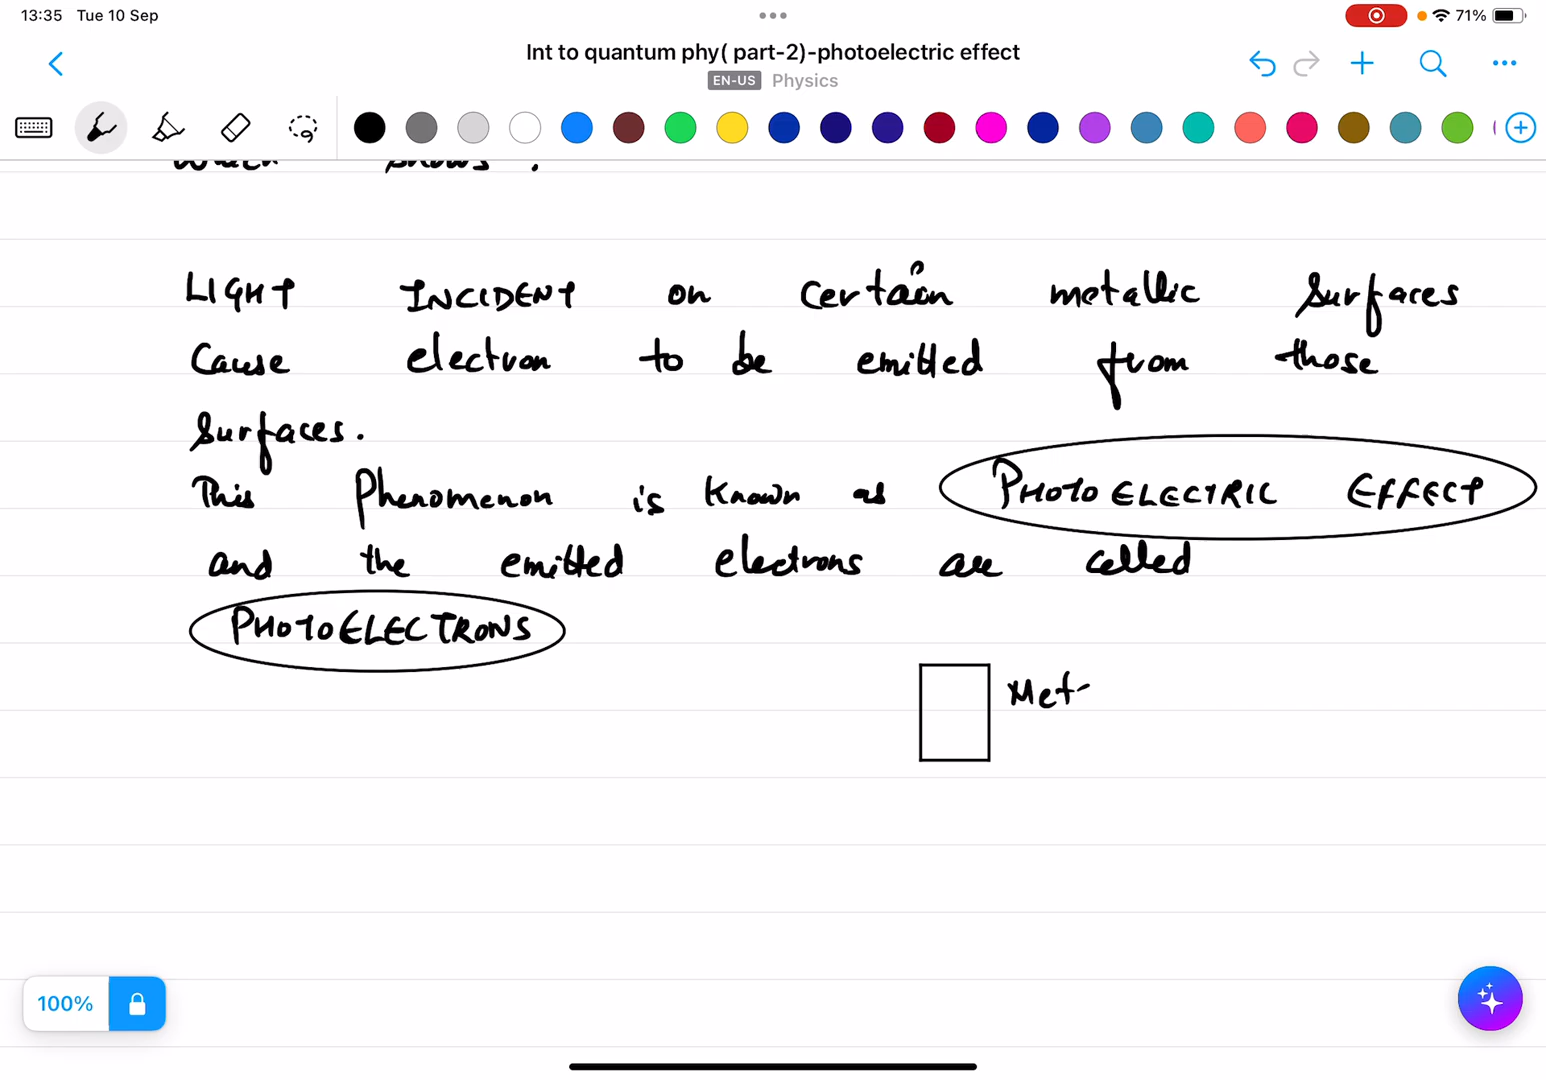 13:35 Tue 10 Sep
71%
Int to quantum phy( part-2)-photoelectric effect
EN-US Physics
LIGHT INCIDENT on certain metallic surfaces
Cause electron to be emitted from those
surfaces.
This Phenomenon is known as PHOTOELECTRIC EFFECT
and the emitted electrons are called
PHOTOELECTRONS
Met
100%